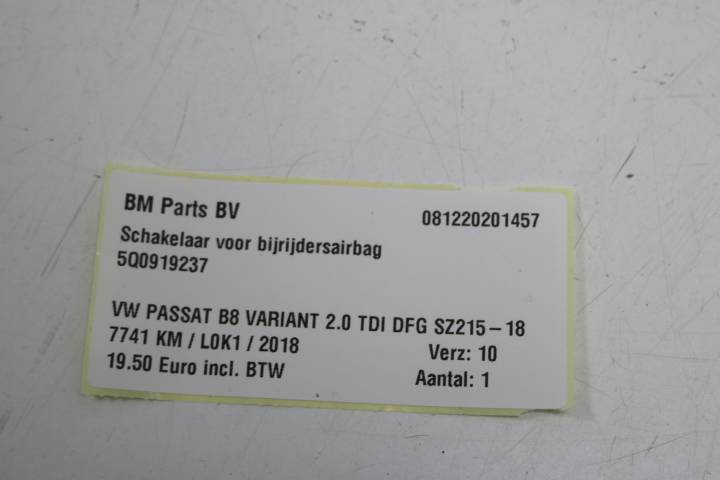 BM Parts BV 081220201457
Schakelaar voor bijrijdersairbag
5Q0919237
VW PASSAT B8 VARIANT 2.0 TDI DFG SZ215-18
7741 KM / L0K1 / 2018 Verz: 10
19.50 Euro incl. BTW Aantal: 1